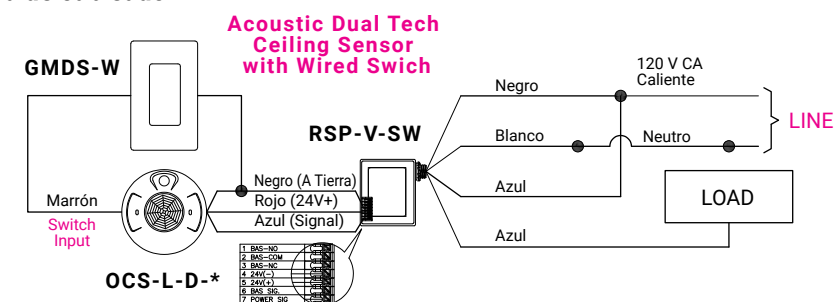 Acoustic Dual Tech
Ceiling Sensor
with Wired Swich
GMDS-W
RSP-V-SW
Negro
120 V CA
Caliente
Blanco
Neutro
LINE
Azul
Azul
LOAD
Marrón
Switch
Input
Negro (A Tierra)
Rojo (24V+)
Azul (Signal)
OCS-L-D-*
1 BAS-NO
2 BAS-COM
3 BAS-NC
4 24V(-)
5 24V(+)
6 BAS SIG.
7 POWER SIG